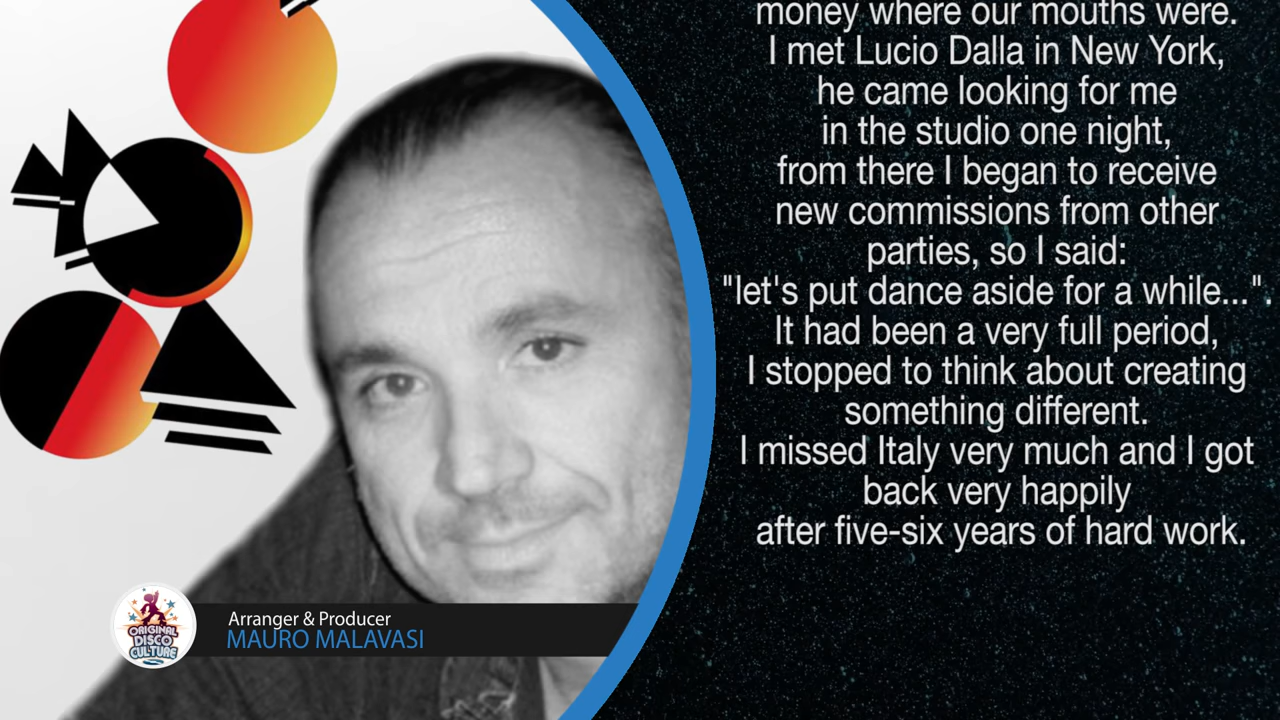 money where our mouths were.
I met Lucio Dalla in New York,
he came looking for me
in the studio one night,
from there I began to receive
new commissions from other
parties, so I said:
"let's put dance aside for a while...".
It had been a very full period,
I stopped to think about creating
something different.
I missed Italy very much and I got
back very happily
after five-six years of hard work.
Arranger & Producer
MAURO MALAVASI
ORIGINAL
DISCO
CULTURE